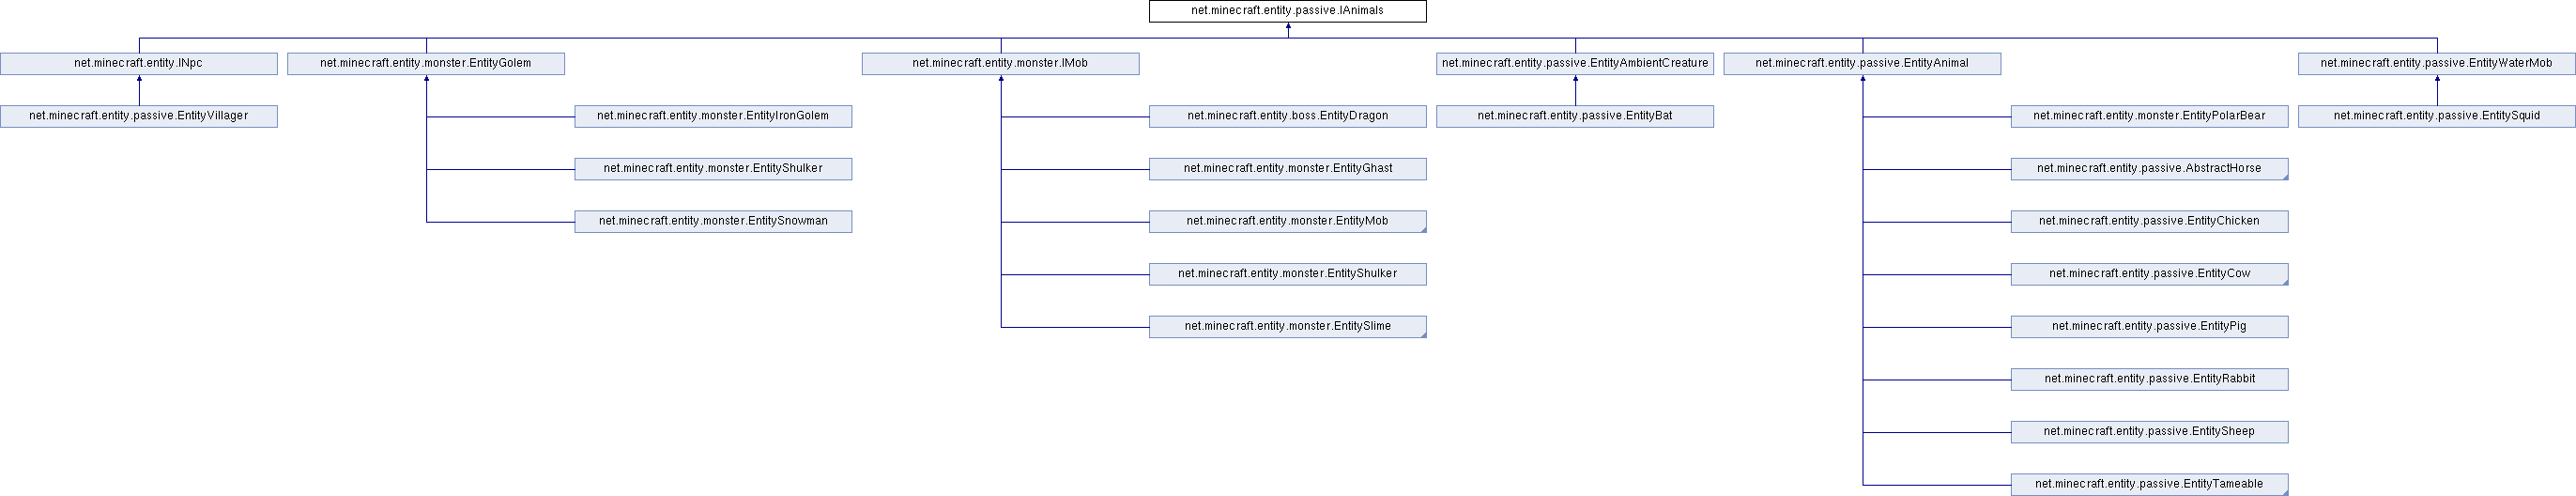 net.minecraft.entity.passive.IAnimals
net.minecraft.entity.INpc
net.minecraft.entity.monster.EntityGolem
net.minecraft.entity.monster.IMob
net.minecraft.entity.passive.EntityAmbientCreature
net.minecraft.entity.passive.EntityAnimal
net.minecraft.entity.passive.EntityWaterMob
net.minecraft.entity.passive.EntityVillager
net.minecraft.entity.monster.EntityIronGolem
net.minecraft.entity.boss.EntityDragon
net.minecraft.entity.passive.EntityBat
net.minecraft.entity.monster.EntityPolarBear
net.minecraft.entity.passive.EntitySquid
net.minecraft.entity.monster.EntityShulker
net.minecraft.entity.monster.EntityGhast
net.minecraft.entity.passive.AbstractHorse
net.minecraft.entity.monster.EntitySnowman
net.minecraft.entity.monster.EntityMob
net.minecraft.entity.passive.EntityChicken
net.minecraft.entity.monster.EntityShulker
net.minecraft.entity.passive.EntityCow
net.minecraft.entity.monster.EntitySlime
net.minecraft.entity.passive.EntityPig
net.minecraft.entity.passive.EntityRabbit
net.minecraft.entity.passive.EntitySheep
net.minecraft.entity.passive.EntityTameable